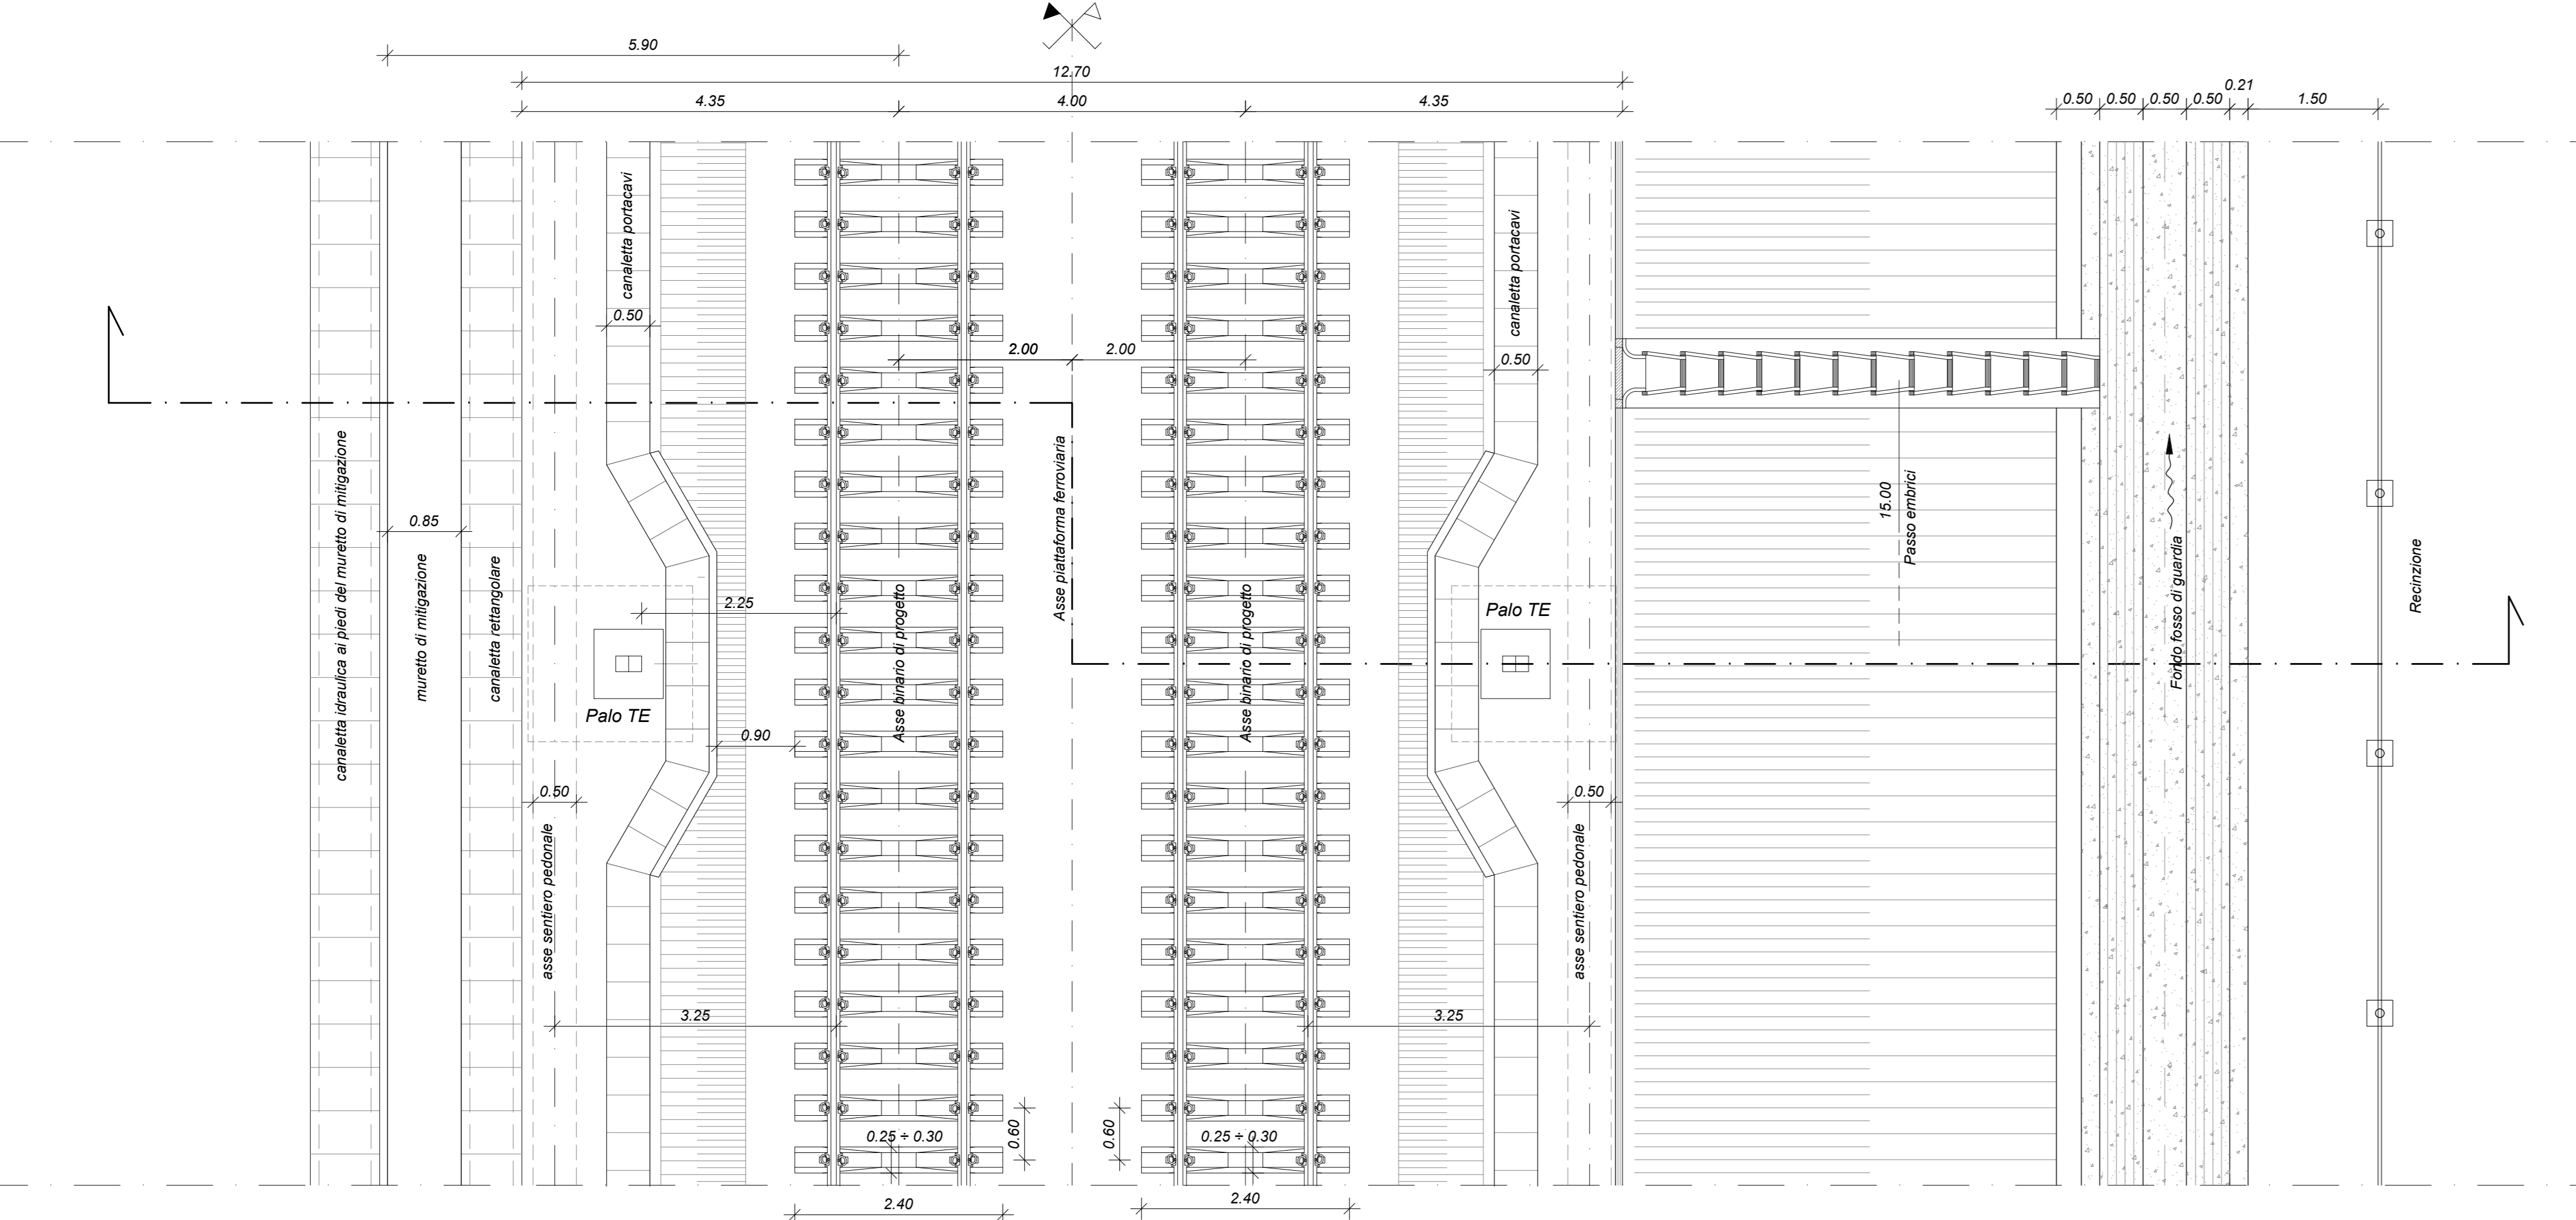 5.90
12.70
4.35
4.00
4.35
0.21
0.50
0.50
0.50
0.50
1.50
canaletta portacavi
canaletta portacavi
0.50
2.00
2.00
0.50
canaletta idraulica ai piedi del muretto di mitigazione
0.85
muretto di mitigazione
canaletta rettangolare
Asse piattaforma ferroviaria
15.00
Passo embrici
Fondo fosso di guardia
Recinzione
2.25
Asse binario di progetto
Asse binario di progetto
Palo TE
Palo TE
0.90
0.50
0.50
asse sentiero pedonale
asse sentiero pedonale
3.25
3.25
0.25 ÷ 0.30
0.60
0.60
0.25 ÷ 0.30
2.40
2.40